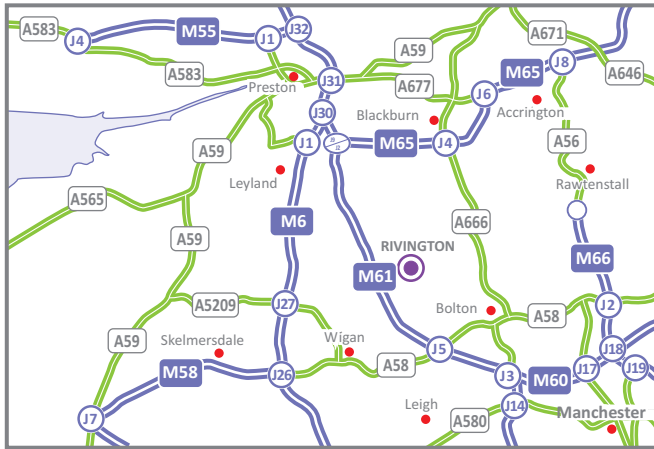 A583
J4
M55
J1
J32
A59
A671
J8
A583
Preston
J31
A677
M65
A646
J6
Accrington
J30
Blackburn
J1
M65
J4
A56
A59
Leyland
Rawtenstall
A565
M6
A666
A59
RIVINGTON
M61
M66
A5209
J27
Bolton
A58
J2
A59
Skelmersdale
Wigan
J5
J18
M58
J26
A58
J3
M60
J17
J19
J7
Leigh
A580
J14
Manchester